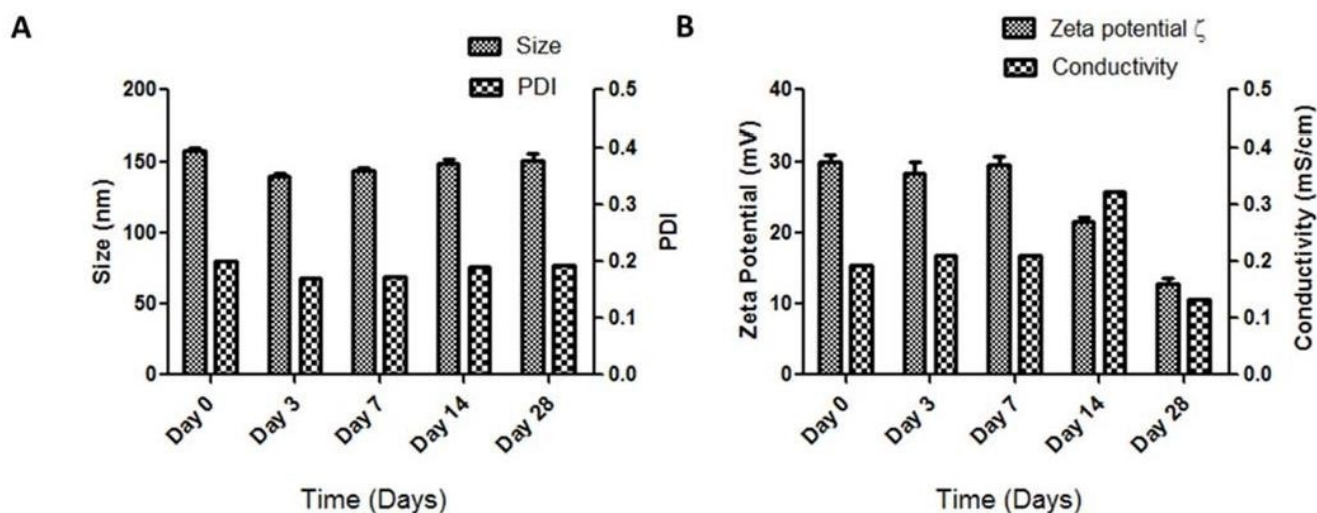 A
Size
PDI
200
150
100
50
0
Size (nm)
0.5
0.4
0.3
0.2
0.1
0.0
PDI
Day 0
Day 3
Day 7
Day 14
Day 28
Time (Days)
B
Zeta potential ζ
Conductivity
40
30
20
10
0
Zeta Potential (mV)
0.5
0.4
0.3
0.2
0.1
0.0
Conductivity (mS/cm)
Day 0
Day 3
Day 7
Day 14
Day 28
Time (Days)